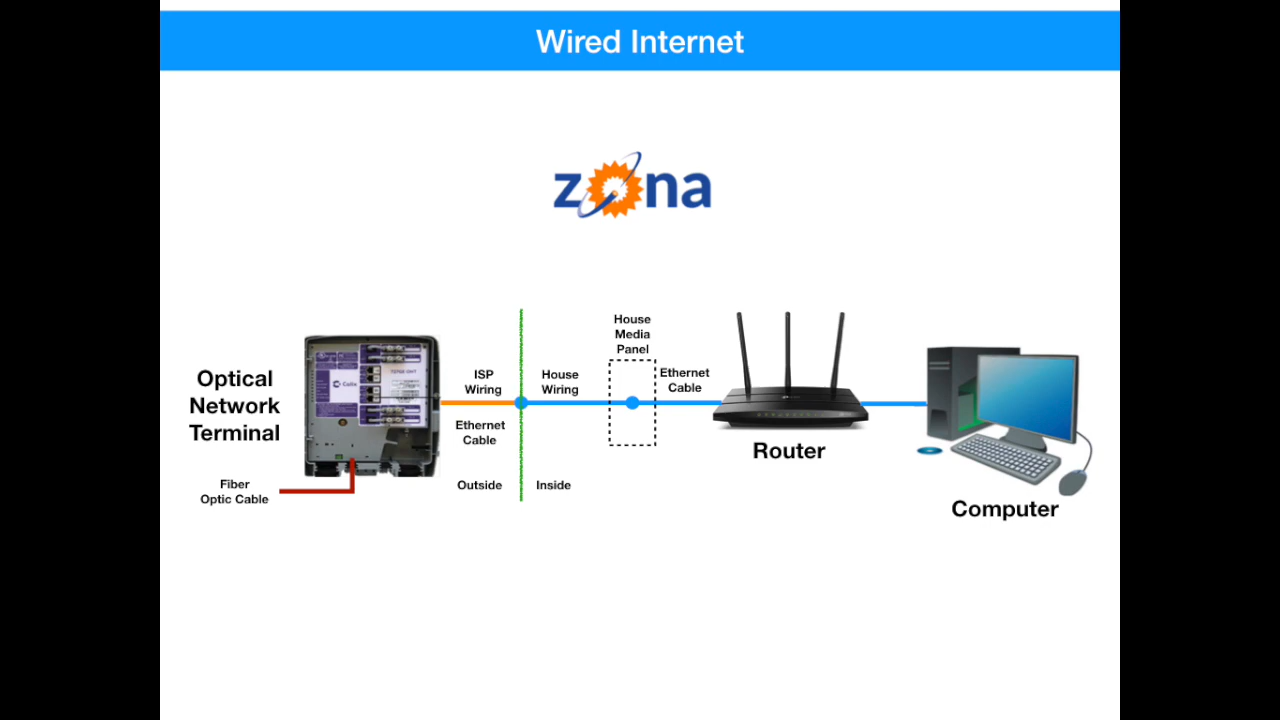 Wired Internet
zona
House
Media
Panel
Optical
Network
Terminal
Calix
ISP
Wiring
House
Wiring
Ethernet
Cable
Ethernet
Cable
Router
Fiber
Optic Cable
Outside
Inside
Computer